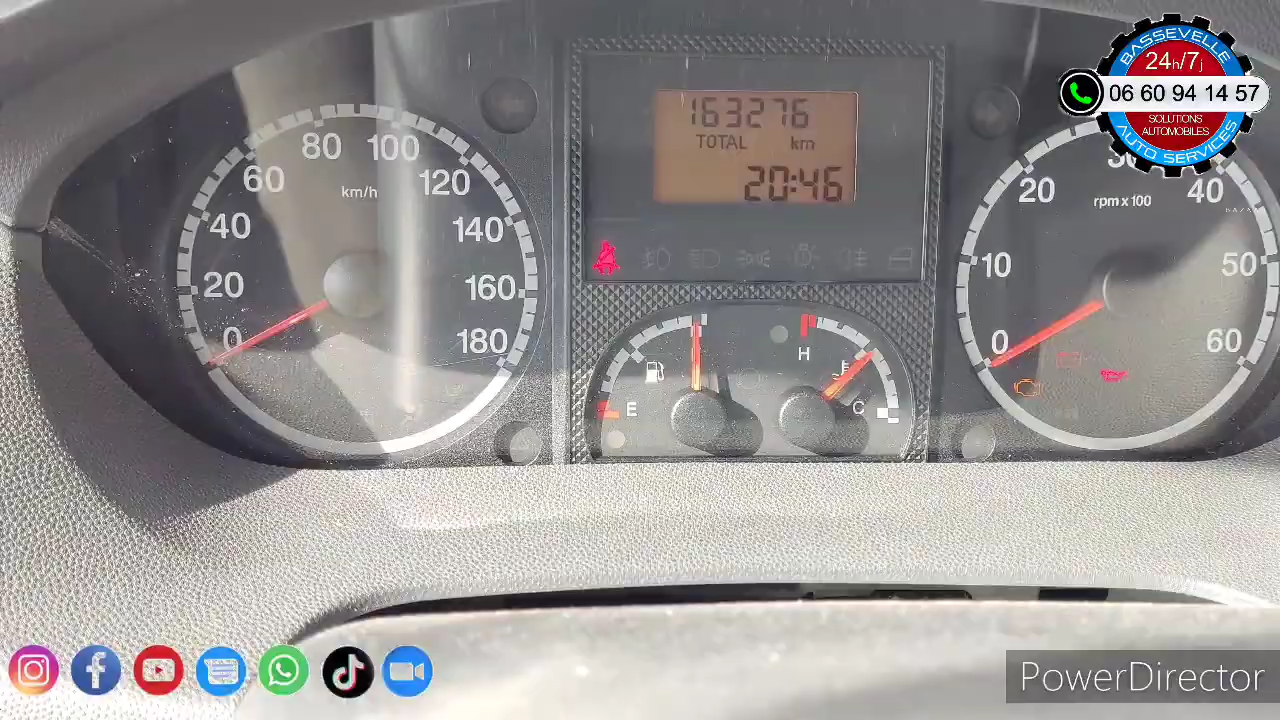 BASSEVELLE
24h/7j
06 60 94 14 57
SOLUTIONS
AUTOMOBILES
AUTO SERVICES
163276
TOTAL km
20:46
km/h
0
20
40
60
80
100
120
140
160
180
E
H
C
rpm x 100
0
10
20
30
40
50
60
PowerDirector